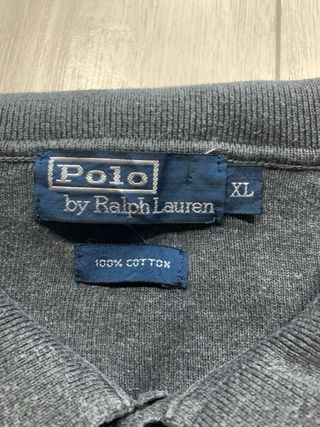 Polo
by Ralph Lauren
XL
100% COTTON